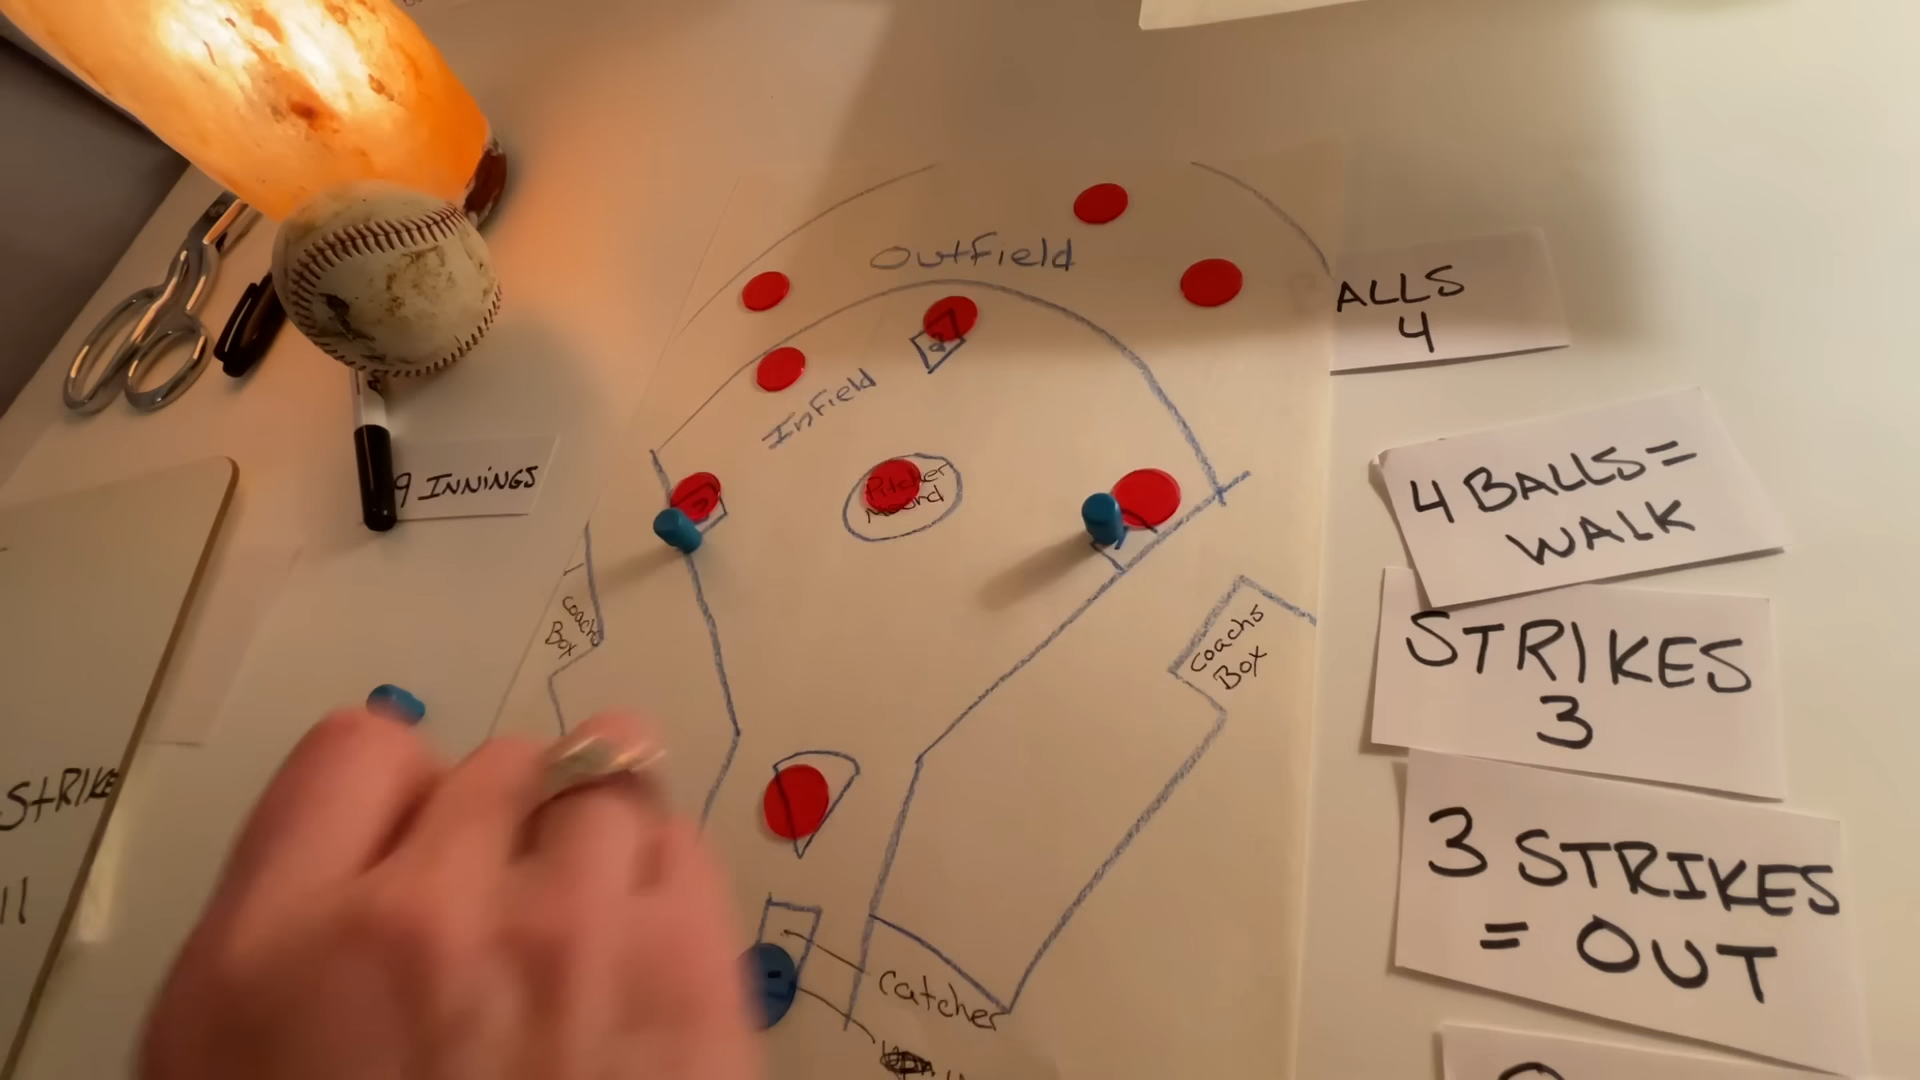 OutField
ALLS
4
InField
2
9 INNINGS
Pitcher
Mound
4 BALLS =
WALK
Coachs
Box
Coachs
Box
STRIKES
3
StRIKE
3 STRIKES
= OUT
Catcher